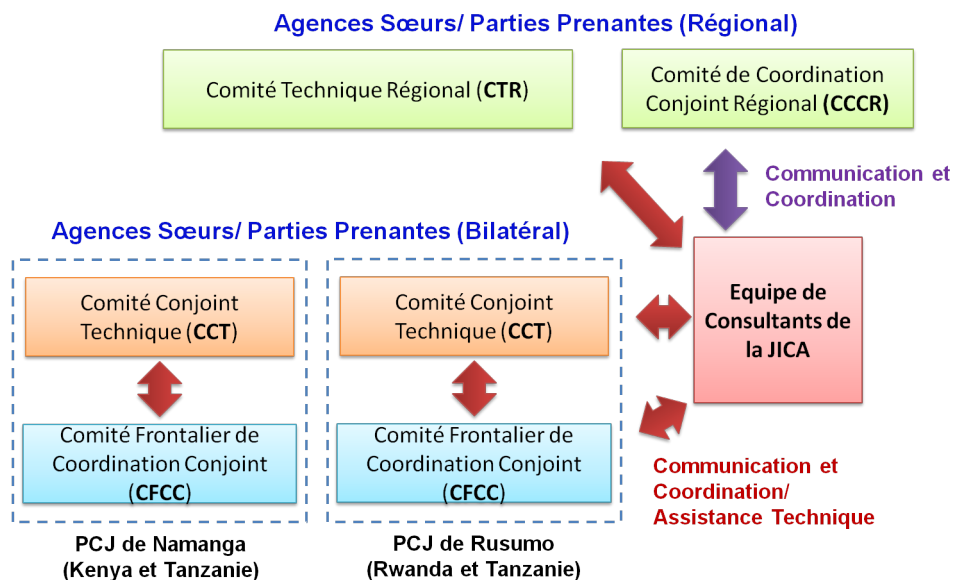 Agences Sœurs/ Parties Prenantes (Régional)
Comité Technique Régional (CTR)
Comité de Coordination
Conjoint Régional (CCCR)
Communication et
Coordination
Agences Sœurs/ Parties Prenantes (Bilatéral)
Comité Conjoint
Technique (CCT)
Comité Conjoint
Technique (CCT)
Equipe de
Consultants de
la JICA
Comité Frontalier de
Coordination Conjoint
(CFCC)
Comité Frontalier de
Coordination Conjoint
(CFCC)
Communication et
Coordination/
Assistance Technique
PCJ de Namanga
(Kenya et Tanzanie)
PCJ de Rusumo
(Rwanda et Tanzanie)